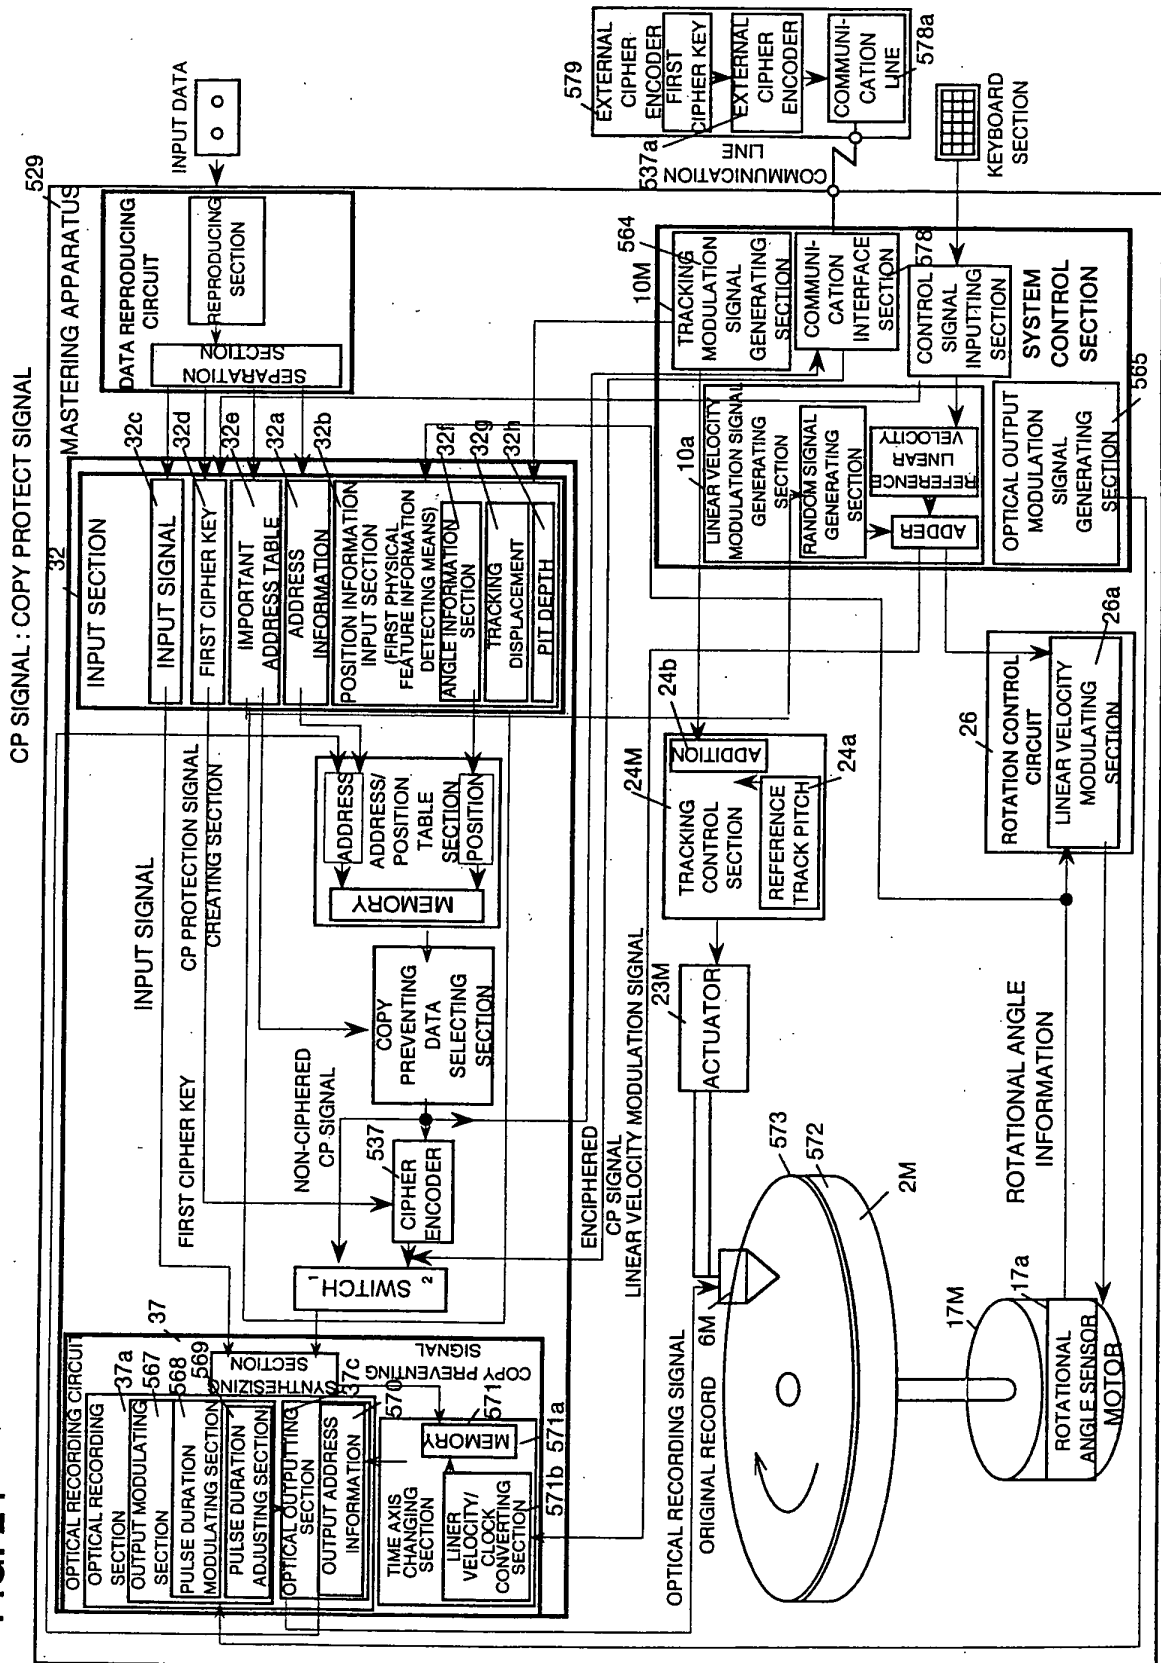 CP SIGNAL : COPY PROTECT SIGNAL
529
MASTERING APPARATUS
INPUT DATA
DATA REPRODUCING
CIRCUIT
REPRODUCING
SECTION
SEPARATION
SECTION
32
INPUT SECTION
INPUT SIGNAL
32c
FIRST CIPHER KEY
32d
IMPORTANT
ADDRESS TABLE
32e
ADDRESS
INFORMATION
32a
POSITION INFORMATION
INPUT SECTION
(FIRST PHYSICAL
FEATURE INFORMATION
DETECTING MEANS)
32b
ANGLE INFORMATION
SECTION
32f
TRACKING
DISPLACEMENT
32g
PIT DEPTH
32h
INPUT SIGNAL
CP PROTECTION SIGNAL
CREATING SECTION
FIRST CIPHER KEY
ADDRESS
ADDRESS/
POSITION
TABLE
SECTION
POSITION
MEMORY
COPY
PREVENTING
DATA
SELECTING
SECTION
NON-CIPHERED
CP SIGNAL
537
CIPHER
ENCODER
SWITCH
1
2
ENCIPHERED
CP SIGNAL
LINEAR VELOCITY MODULATION SIGNAL
37
OPTICAL RECORDING CIRCUIT
OPTICAL RECORDING
SECTION
37a
OUTPUT MODULATING
SECTION
567
PULSE DURATION
MODULATING SECTION
568
PULSE DURATION
ADJUSTING SECTION
569
OPTICAL OUTPUTTING
SECTION
37c
OUTPUT ADDRESS
INFORMATION
570
SYNTHESIZING
SECTION
COPY PREVENTING
SIGNAL
TIME AXIS
CHANGING
SECTION
571
MEMORY
571a
LINER
VELOCITY/
CLOCK
CONVERTING
SECTION
571b
579
EXTERNAL
CIPHER
ENCODER
FIRST
CIPHER KEY
EXTERNAL
CIPHER
ENCODER
537a
COMMUNI-
CATION
LINE
578a
COMMUNICATION
LINE
KEYBOARD
SECTION
10M
564
TRACKING
MODULATION
SIGNAL
GENERATING
SECTION
COMMUNI-
CATION
INTERFACE
SECTION
578
CONTROL
SIGNAL
INPUTTING
SECTION
SYSTEM
CONTROL
SECTION
10a
LINEAR VELOCITY
MODULATION SIGNAL
GENERATING
SECTION
RANDOM SIGNAL
GENERATING
SECTION
REFERENCE
LINEAR
VELOCITY
ADDER
OPTICAL OUTPUT
MODULATION
SIGNAL
GENERATING
SECTION
565
24M
TRACKING
CONTROL
SECTION
24b
ADDITION
24a
REFERENCE
TRACK PITCH
23M
ACTUATOR
26
ROTATION CONTROL
CIRCUIT
26a
LINEAR VELOCITY
MODULATING
SECTION
OPTICAL RECORDING SIGNAL
ORIGINAL RECORD
6M
573
572
2M
ROTATIONAL ANGLE
INFORMATION
17M
17a
ROTATIONAL
ANGLE SENSOR
MOTOR